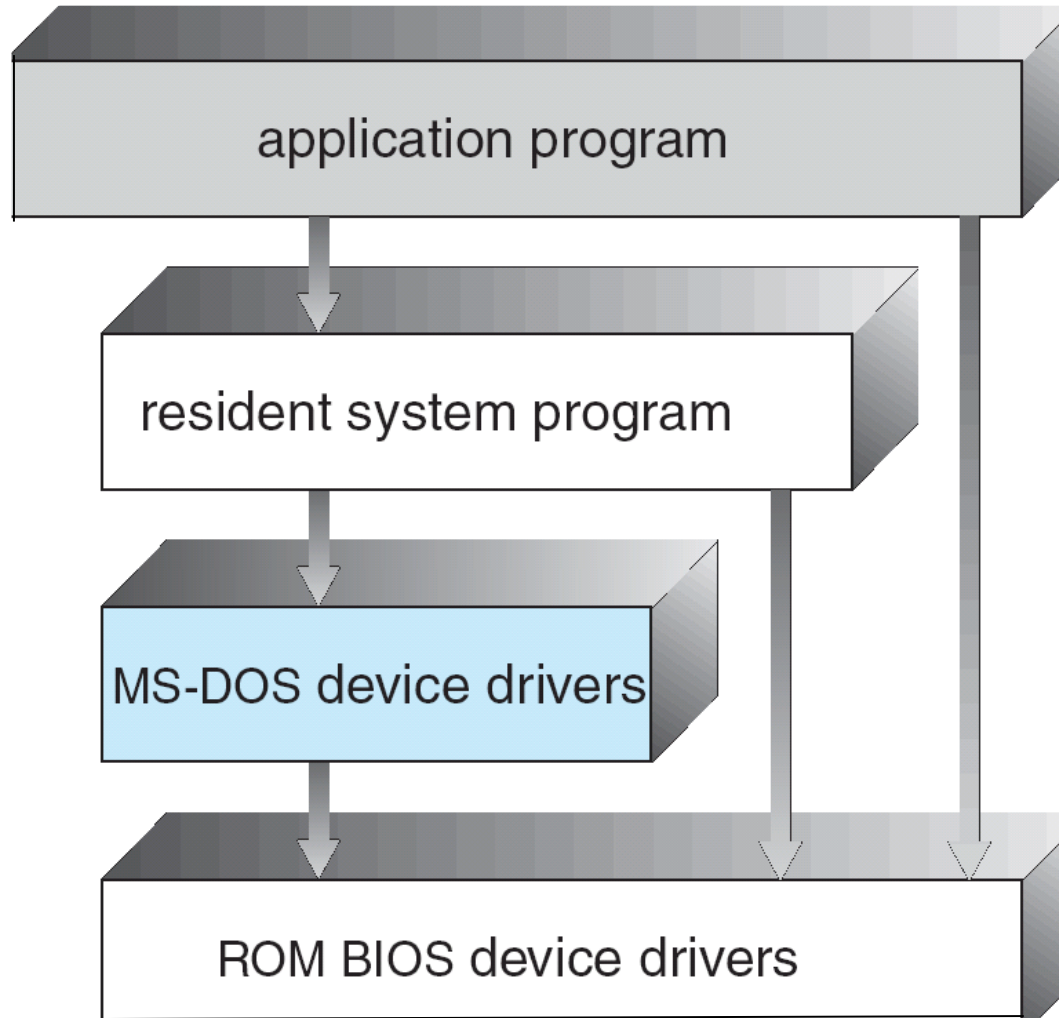 application program
resident system program
MS-DOS device drivers
ROM BIOS device drivers